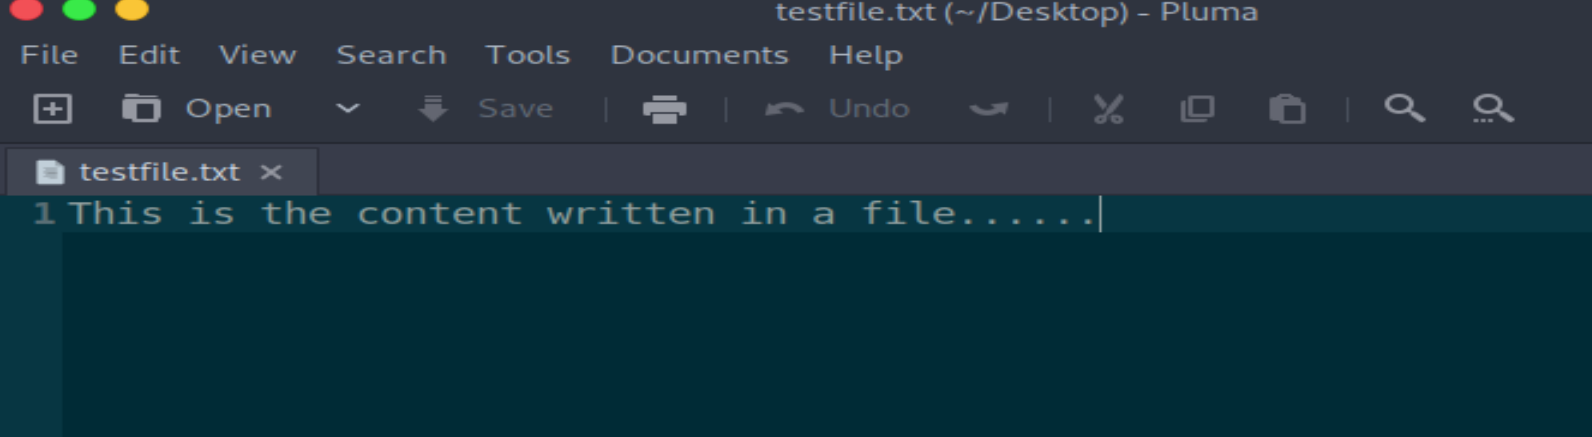 testfile.txt (~/Desktop) - Pluma
File Edit View Search Tools Documents Help
Open Save Undo
testfile.txt
1 This is the content written in a file......